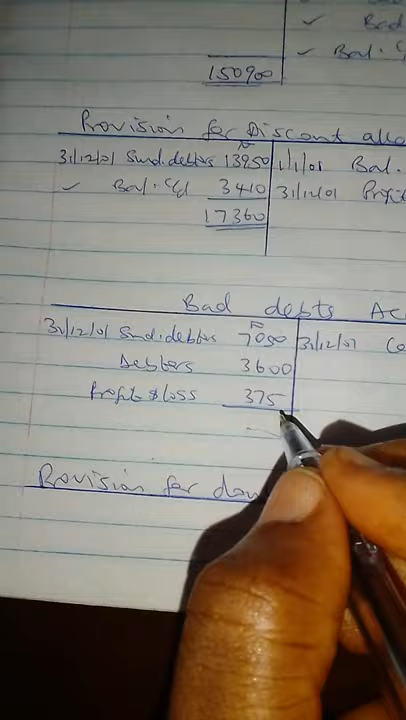 Bad
✓ Bal. c/d
150900
Provision for Discount allo
31/12/01 Sund.debtors 13950 1/1/01 Bal.
✓ Bal. c/d 3410 31/12/01 Profit
17360
Bad debts Ac
31/12/01 Sund.debtors 7000 31/12/01
Debtors 3600
Profit & loss 375
Provision for dou